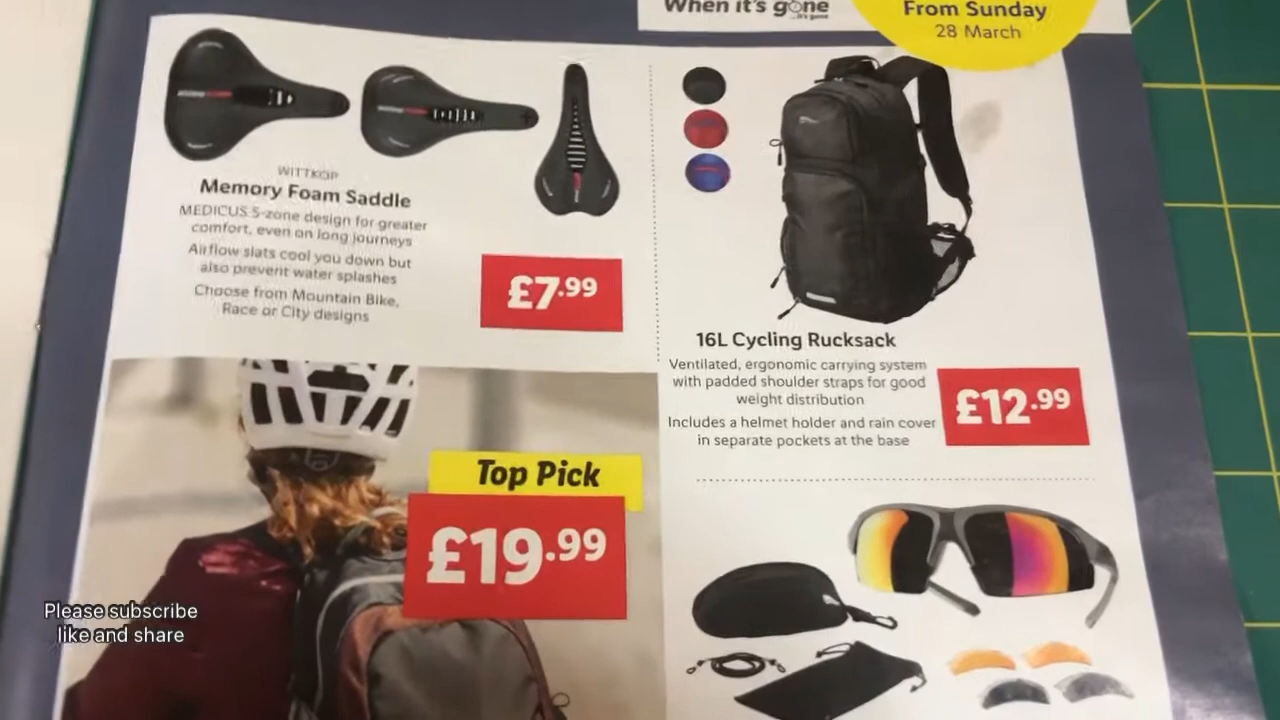 When it's gone
...it's gone
From Sunday
28 March
WITTKOP
Memory Foam Saddle
MEDICUS 5-zone design for greater
comfort, even on long journeys
Airflow slats cool you down but
also prevent water splashes
Choose from Mountain Bike,
Race or City designs
£7.99
16L Cycling Rucksack
Ventilated, ergonomic carrying system
with padded shoulder straps for good
weight distribution
Includes a helmet holder and rain cover
in separate pockets at the base
£12.99
Top Pick
£19.99
Please subscribe
like and share